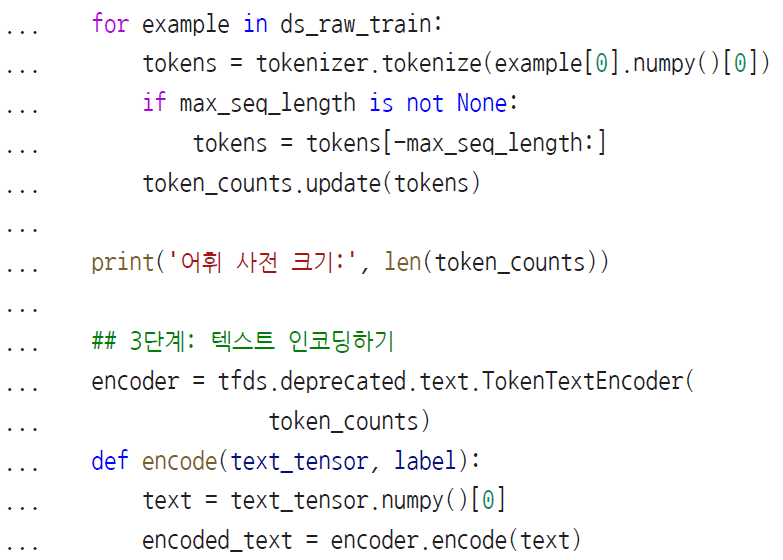 ...     for example in ds_raw_train:
...         tokens = tokenizer.tokenize(example[0].numpy()[0])
...         if max_seq_length is not None:
...             tokens = tokens[-max_seq_length:]
...         token_counts.update(tokens)
...
...     print('어휘 사전 크기:', len(token_counts))
...
...     ## 3단계: 텍스트 인코딩하기
...     encoder = tfds.deprecated.text.TokenTextEncoder(
...                   token_counts)
...     def encode(text_tensor, label):
...         text = text_tensor.numpy()[0]
...         encoded_text = encoder.encode(text)